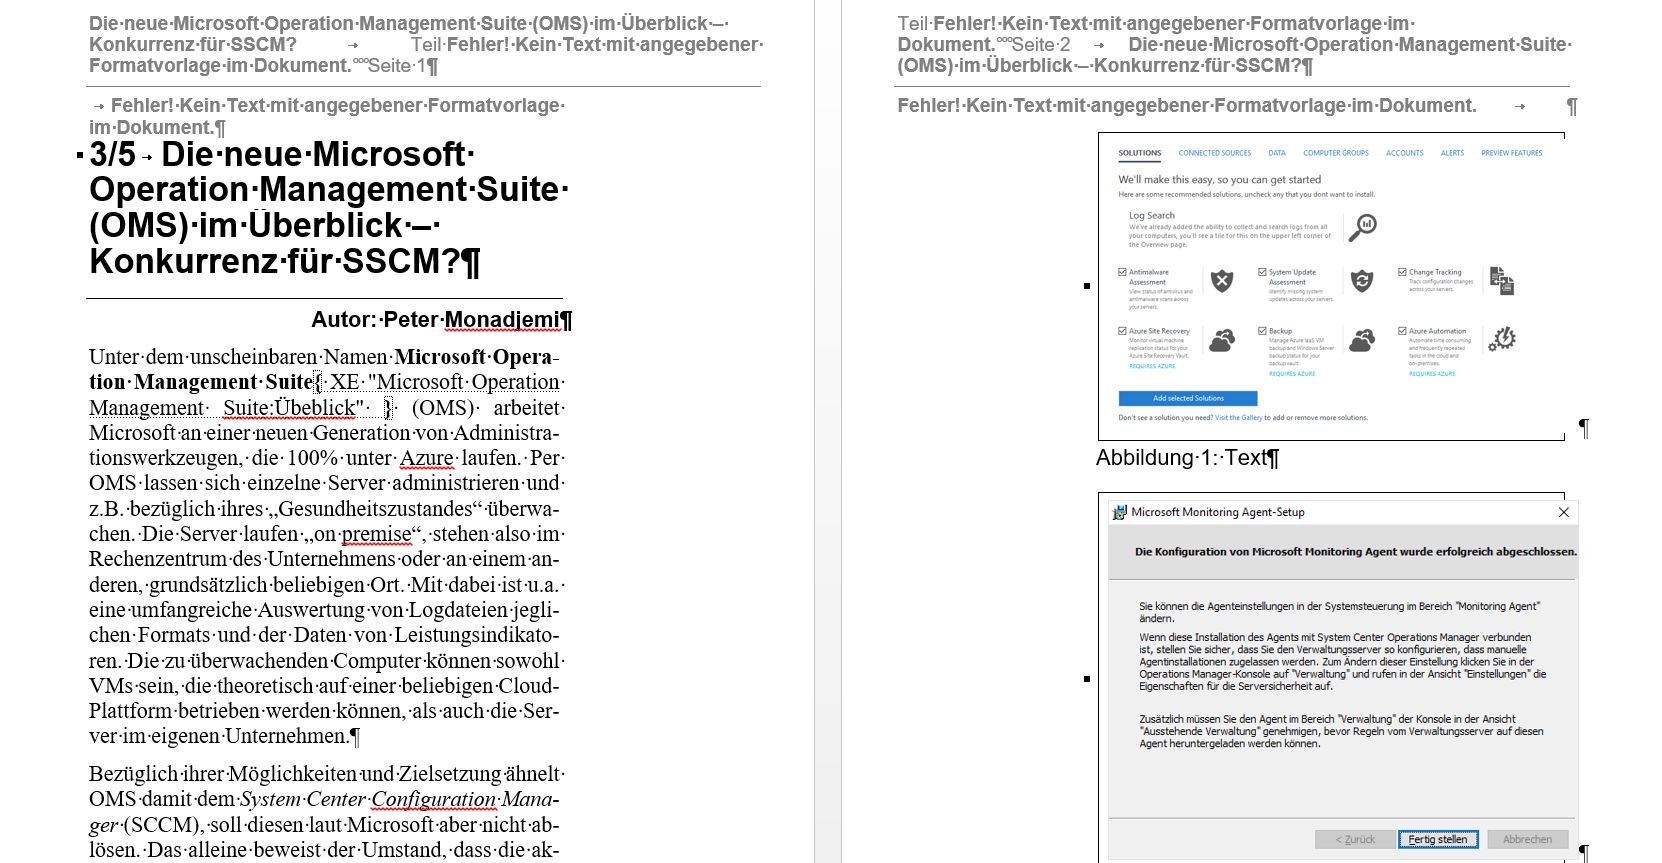 Die neue Microsoft Operation Management Suite (OMS) im Überblick –
Konkurrenz für SSCM? → Teil Fehler! Kein Text mit angegebener
Formatvorlage im Dokument.°°°Seite 1¶
→ Fehler! Kein Text mit angegebener Formatvorlage
im Dokument.¶
3/5 → Die neue Microsoft
Operation Management Suite
(OMS) im Überblick –
Konkurrenz für SSCM?¶
Autor: Peter Monadjemi¶
Unter dem unscheinbaren Namen Microsoft Opera-
tion Management Suite{ XE "Microsoft Operation
Management Suite:Übeblick" } (OMS) arbeitet
Microsoft an einer neuen Generation von Administra-
tionswerkzeugen, die 100% unter Azure laufen. Per
OMS lassen sich einzelne Server administrieren und
z.B. bezüglich ihres „Gesundheitszustandes“ überwa-
chen. Die Server laufen „on premise“, stehen also im
Rechenzentrum des Unternehmens oder an einem an-
deren, grundsätzlich beliebigen Ort. Mit dabei ist u.a.
eine umfangreiche Auswertung von Logdateien jegli-
chen Formats und der Daten von Leistungsindikato-
ren. Die zu überwachenden Computer können sowohl
VMs sein, die theoretisch auf einer beliebigen Cloud-
Plattform betrieben werden können, als auch die Ser-
ver im eigenen Unternehmen.¶
Bezüglich ihrer Möglichkeiten und Zielsetzung ähnelt
OMS damit dem System Center Configuration Mana-
ger (SCCM), soll diesen laut Microsoft aber nicht ab-
lösen. Das alleine beweist der Umstand, dass die ak-
Teil Fehler! Kein Text mit angegebener Formatvorlage im
Dokument.°°°Seite 2 → Die neue Microsoft Operation Management Suite
(OMS) im Überblick – Konkurrenz für SSCM?¶
Fehler! Kein Text mit angegebener Formatvorlage im Dokument. → ¶
SOLUTIONS CONNECTED SOURCES DATA COMPUTER GROUPS ACCOUNTS ALERTS PREVIEW FEATURES
We'll make this easy, so you can get started
Here are some recommended solutions, uncheck any that you dont want to install.
Log Search
We've already added the ability to collect and search logs from all
your computers, you'll see a tile for this on the upper left corner of
the Overview page.
Antimalware
Assessment
View status of antivirus and
antimalware scans across
your servers.
System Update
Assessment
Identify missing system
updates across your servers.
Change Tracking
Track configuration changes
across your servers.
Azure Site Recovery
Monitor virtual machine
replication status for your
Azure Site Recovery Vault.
REQUIRES AZURE
Backup
Manage Azure IaaS VM
backup and Windows Server
backup status for your
backup vault.
REQUIRES AZURE
Azure Automation
Automate time consuming
and frequently repeated
tasks in the cloud and
on-premises.
REQUIRES AZURE
Add selected Solutions
Don't see a solution you need? Visit the Gallery to add or remove more solutions.
¶
Abbildung 1: Text¶
Microsoft Monitoring Agent-Setup
Die Konfiguration von Microsoft Monitoring Agent wurde erfolgreich abgeschlossen.
Sie können die Agenteinstellungen in der Systemsteuerung im Bereich "Monitoring Agent"
ändern.
Wenn diese Installation des Agents mit System Center Operations Manager verbunden
ist, stellen Sie sicher, dass Sie den Verwaltungsserver so konfigurieren, dass manuelle
Agentinstallationen zugelassen werden. Zum Ändern dieser Einstellung klicken Sie in der
Operations Manager-Konsole auf "Verwaltung" und rufen in der Ansicht "Einstellungen" die
Eigenschaften für die Serversicherheit auf.
Zusätzlich müssen Sie den Agent im Bereich "Verwaltung" der Konsole in der Ansicht
"Ausstehende Verwaltung" genehmigen, bevor Regeln vom Verwaltungsserver auf diesen
Agent heruntergeladen werden können.
< Zurück Fertig stellen Abbrechen
¶